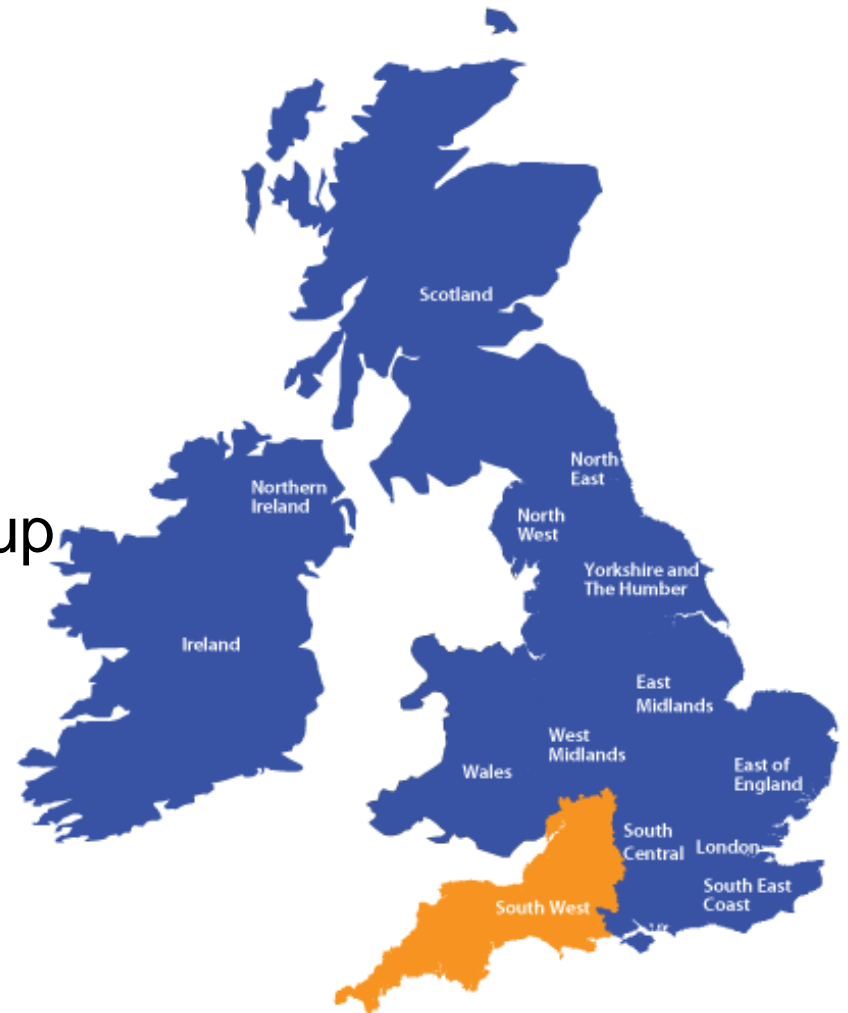 Scotland
North
East
Northern
Ireland
North
West
up
Yorkshire and
The Humber
Ireland
East
Midlands
West
Midlands
Wales
East of
England
South
Central
London
South East
Coast
South West